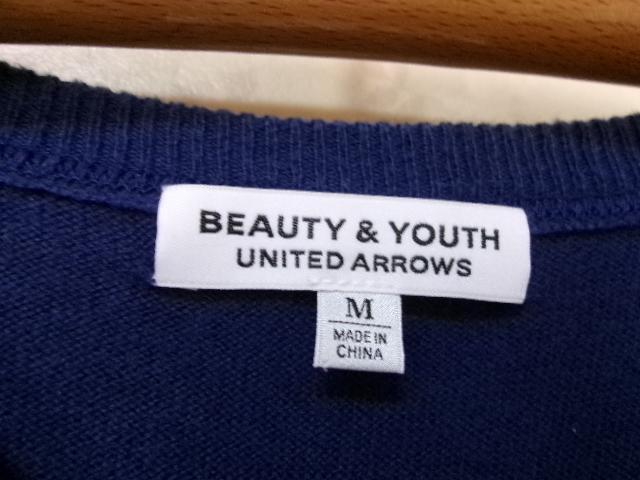 BEAUTY & YOUTH
UNITED ARROWS
M
MADE IN
CHINA